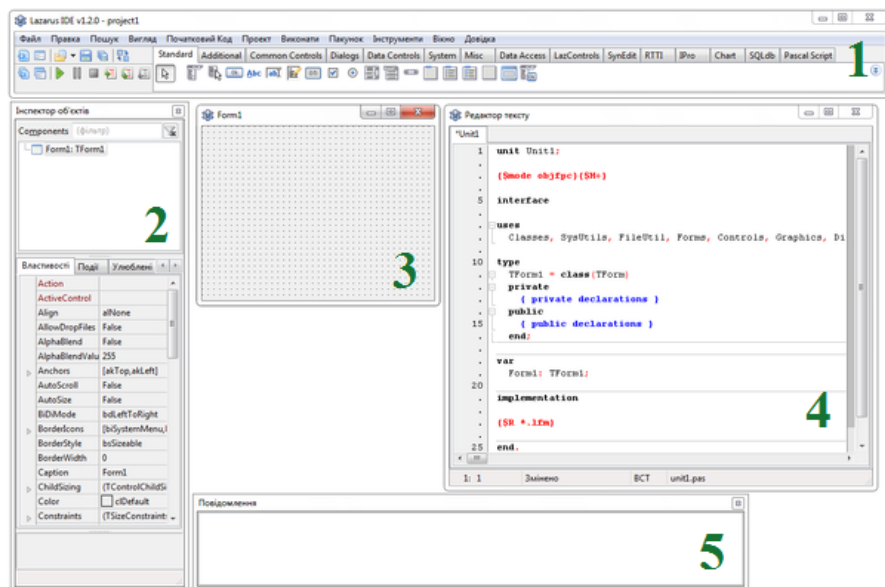 Lazarus IDE v1.2.0 - project1
Файл Правка Пошук Вигляд Початковий Код Проект Виконати Пакунок Інструменти Вікно Довідка
Standard Additional Common Controls Dialogs Data Controls System Misc Data Access LazControls SynEdit RTTI IPro Chart SQLdb Pascal Script
Abc
1
Інспектор об'єктів
Components (фільтр)
Form1: TForm1
2
Властивості Події Улюблені
Action
ActiveControl
Align alNone
AllowDropFiles False
AlphaBlend False
AlphaBlendValu 255
Anchors [akTop,akLeft]
AutoScroll False
AutoSize False
BiDiMode bdLeftToRight
BorderIcons [biSystemMenu,
BorderStyle bsSizeable
BorderWidth 0
Caption Form1
ChildSizing (TControlChildSi
Color clDefault
Constraints (TSizeConstraint
Form1
3
Редактор тексту
*Unit1
1 unit Unit1;
{$mode objfpc}{$H+}
5 interface
uses
Classes, SysUtils, FileUtil, Forms, Controls, Graphics, Di
10 type
TForm1 = class(TForm)
private
{ private declarations }
public
15 { public declarations }
end;
var
Form1: TForm1;
20
implementation
{$R *.lfm}
25 end.
4
1: 1 Змінено ВСТ unit1.pas
Повідомлення
5